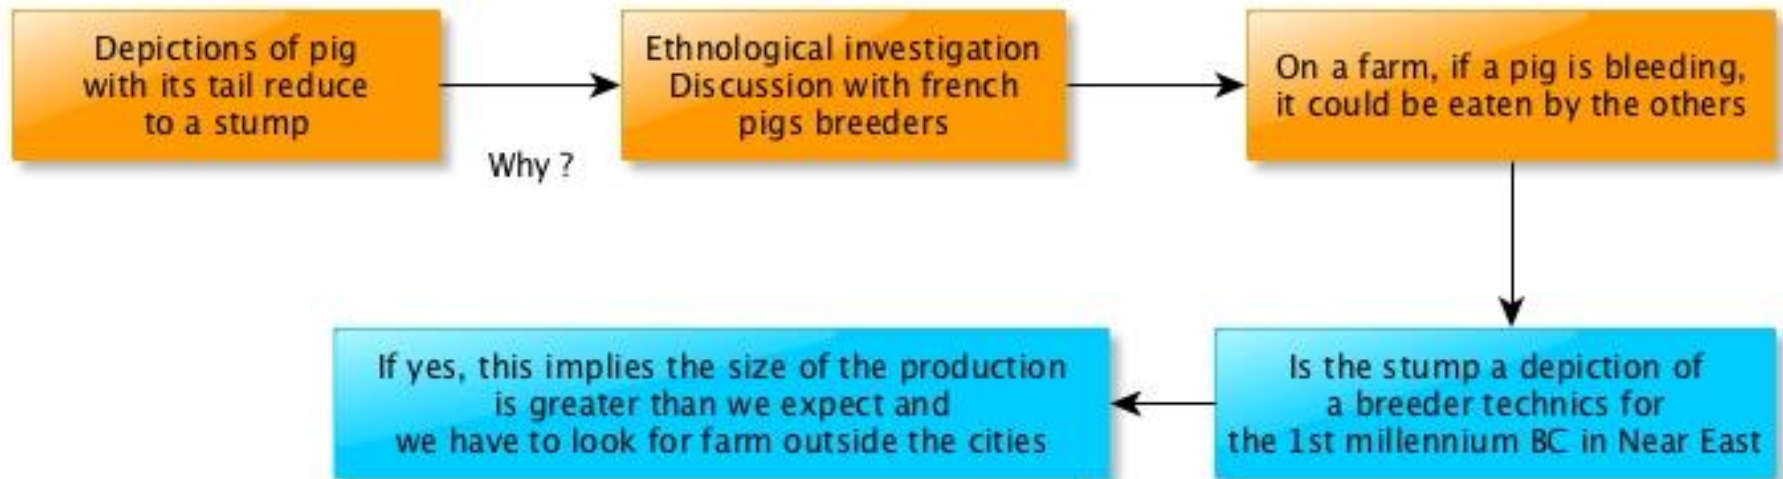 Depictions of pig
with its tail reduce
to a stump
Why ?
Ethnological investigation
Discussion with french
pigs breeders
On a farm, if a pig is bleeding,
it could be eaten by the others
Is the stump a depiction of
a breeder technics for
the 1st millennium BC in Near East
If yes, this implies the size of the production
is greater than we expect and
we have to look for farm outside the cities